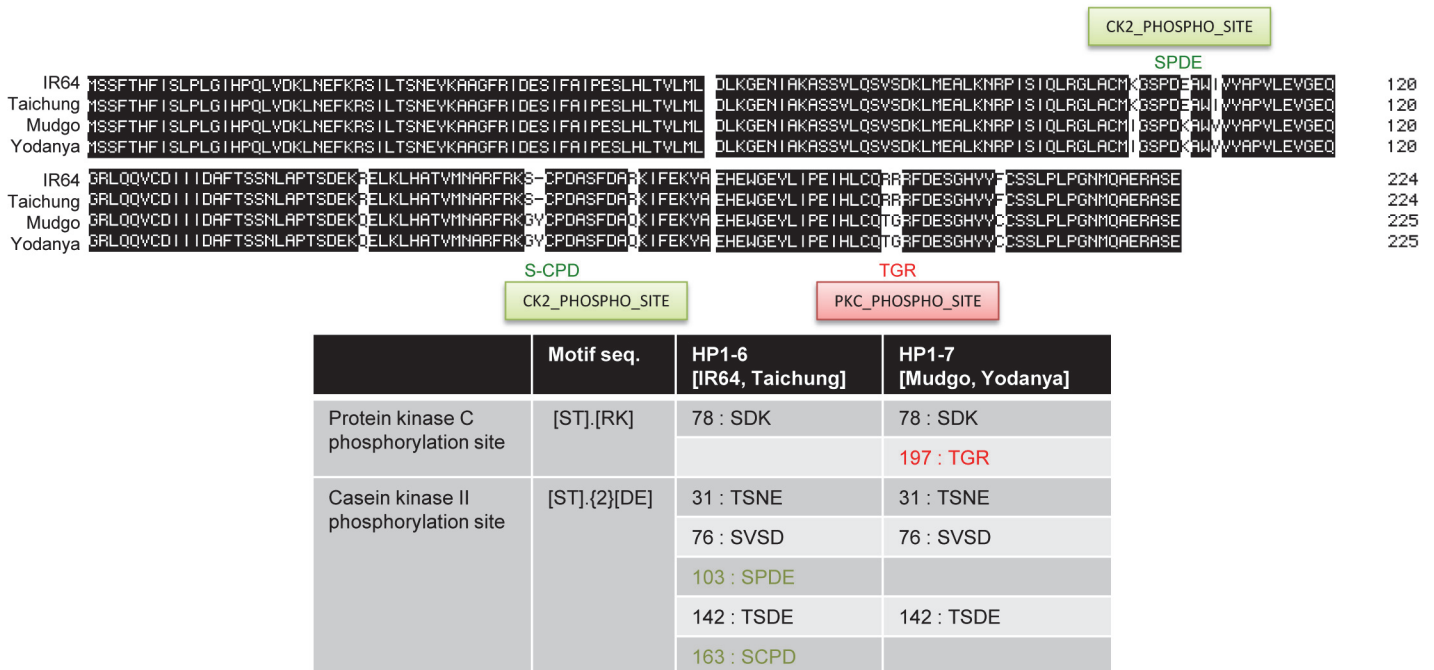 CK2_PHOSPHO_SITE
SPDE
IR64 MSSFTHFISLPLGIHPQLVDKLNEFKRSILTSNEYKAAGFRIDESIFAIPESLHLTVLML DLKGENIAKASSVLQSVSDKLMEALKNRPISIQLRGLACMKGSPDEAWIVYAPVLEVGEQ 120
Taichung MSSFTHFISLPLGIHPQLVDKLNEFKRSILTSNEYKAAGFRIDESIFAIPESLHLTVLML DLKGENIAKASSVLQSVSDKLMEALKNRPISIQLRGLACMKGSPDEAWIVYAPVLEVGEQ 120
Mudgo MSSFTHFISLPLGIHPQLVDKLNEFKRSILTSNEYKAAGFRIDESIFAIPESLHLTVLML DLKGENIAKASSVLQSVSDKLMEALKNRPISIQLRGLACMIGSPDKAWVVYAPVLEVGEQ 120
Yodanya MSSFTHFISLPLGIHPQLVDKLNEFKRSILTSNEYKAAGFRIDESIFAIPESLHLTVLML DLKGENIAKASSVLQSVSDKLMEALKNRPISIQLRGLACMIGSPDKAWVVYAPVLEVGEQ 120
IR64 GRLQQVCDIIIDAFTSSNLAPTSDEKRELKLHATVMNARFRKS-CPDASFDARKIFEKYA EHEWGEYLIPEIHLCQRRRFDESGHYYFCSSLPLPGNMQAERASE 224
Taichung GRLQQVCDIIIDAFTSSNLAPTSDEKRELKLHATVMNARFRKS-CPDASFDARKIFEKYA EHEWGEYLIPEIHLCQRRRFDESGHYYFCSSLPLPGNMQAERASE 224
Mudgo GRLQQVCDIIIDAFTSSNLAPTSDEKQELKLHATVMNARFRKGYCPDASFDAQKIFEKYA EHEWGEYLIPEIHLCQTGRFDESGHYYCCSSLPLPGNMQAERASE 225
Yodanya GRLQQVCDIIIDAFTSSNLAPTSDEKQELKLHATVMNARFRKGYCPDASFDAQKIFEKYA EHEWGEYLIPEIHLCQTGRFDESGHYYCCSSLPLPGNMQAERASE 225
S-CPD TGR
CK2_PHOSPHO_SITE PKC_PHOSPHO_SITE
Motif seq. HP1-6 HP1-7
[IR64, Taichung] [Mudgo, Yodanya]
Protein kinase C [ST].[RK] 78 : SDK 78 : SDK
phosphorylation site
197 : TGR
Casein kinase II [ST].{2}[DE] 31 : TSNE 31 : TSNE
phosphorylation site
76 : SVSD 76 : SVSD
103 : SPDE
142 : TSDE 142 : TSDE
163 : SCPD